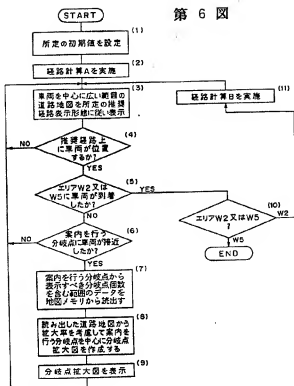 START
第6図
(1)
所定の初期値を設定
(2)
経路計算Aを実施
(3)
車両を中心に広い範囲の
道路地図を所定の推奨
経路表示形態に従い表示
(11)
経路計算Bを実施
(4)
推奨経路上
に車両が位置
するか?
NO
YES
(5)
エリアW2又は
W5に車両が到
着したか?
YES
NO
(10)
エリアW2又はW5
?
W2
W5
END
(6)
案内を行う
分岐点に車両が接近
したか?
NO
YES
(7)
案内を行う分岐点から
表示すべき分岐点個数
を含む範囲のデータを
地図メモリから読出す
(8)
読み出した道路地図から
拡大率を考慮して案内を
行う分岐点を中心に分岐
点拡大図を作成する
(9)
分岐点拡大図を表示